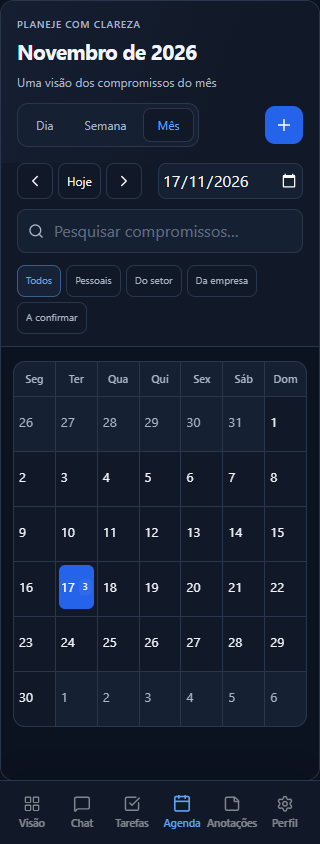 PLANEJE COM CLAREZA
Novembro de 2026
Uma visão dos compromissos do mês
Dia Semana Mês
Hoje 17/11/2026
Pesquisar compromissos...
Todos Pessoais Do setor Da empresa
A confirmar
Seg Ter Qua Qui Sex Sáb Dom
26 27 28 29 30 31 1
2 3 4 5 6 7 8
9 10 11 12 13 14 15
16 17 3 18 19 20 21 22
23 24 25 26 27 28 29
30 1 2 3 4 5 6
Visão Chat Tarefas Agenda Anotações Perfil